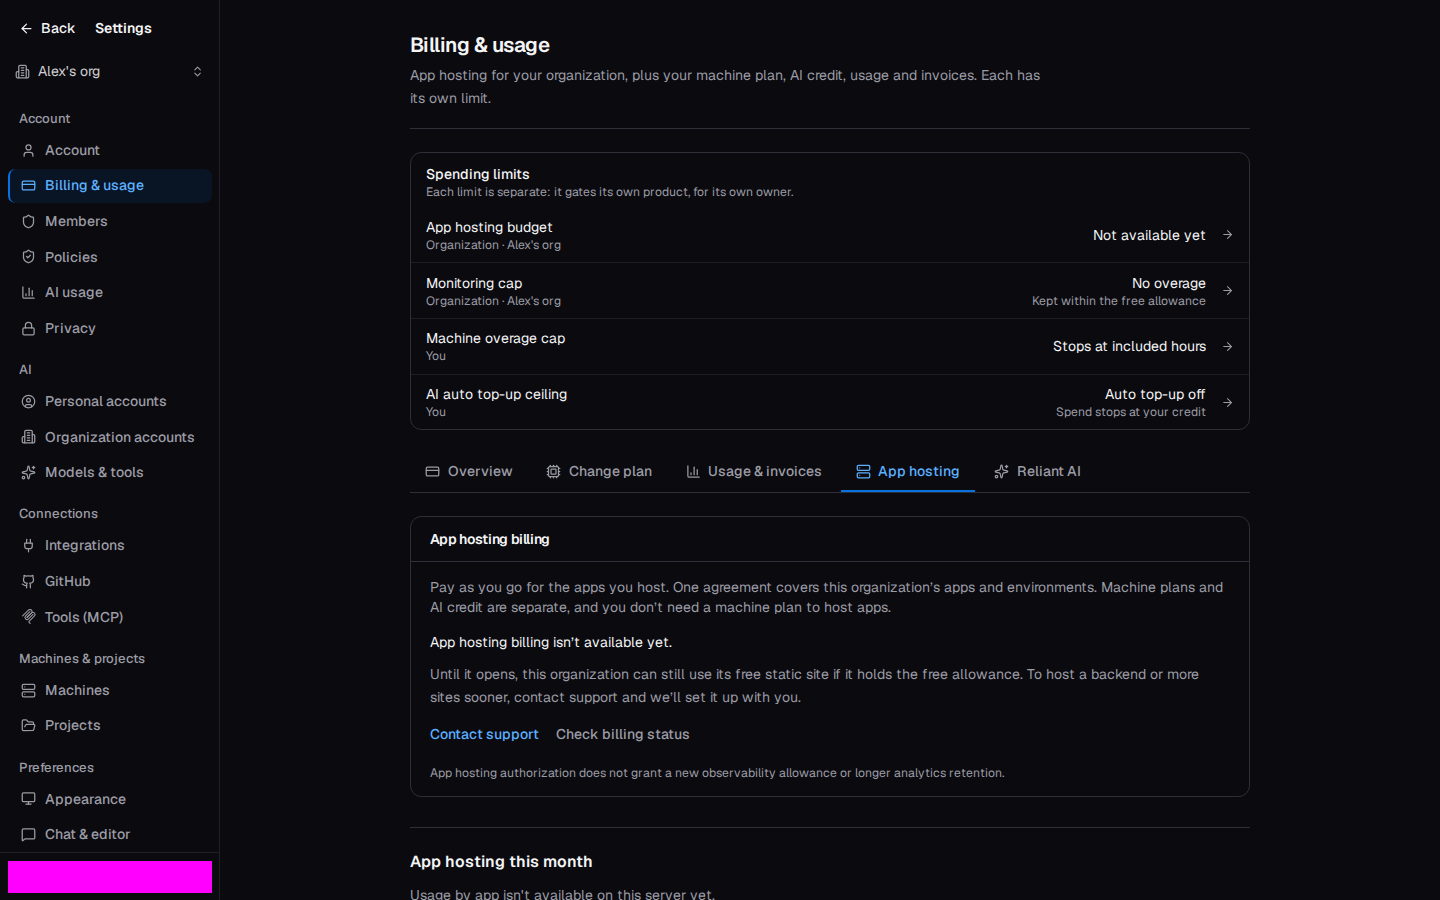 Back Settings
Alex's org
Account
Account
Billing & usage
Members
Policies
AI usage
Privacy
AI
Personal accounts
Organization accounts
Models & tools
Connections
Integrations
GitHub
Tools (MCP)
Machines & projects
Machines
Projects
Preferences
Appearance
Chat & editor
Billing & usage
App hosting for your organization, plus your machine plan, AI credit, usage and invoices. Each has
its own limit.
Spending limits
Each limit is separate: it gates its own product, for its own owner.
App hosting budget
Organization · Alex's org
Not available yet
Monitoring cap
Organization · Alex's org
No overage
Kept within the free allowance
Machine overage cap
You
Stops at included hours
AI auto top-up ceiling
You
Auto top-up off
Spend stops at your credit
Overview Change plan Usage & invoices App hosting Reliant AI
App hosting billing
Pay as you go for the apps you host. One agreement covers this organization's apps and environments. Machine plans and
AI credit are separate, and you don't need a machine plan to host apps.
App hosting billing isn't available yet.
Until it opens, this organization can still use its free static site if it holds the free allowance. To host a backend or more
sites sooner, contact support and we'll set it up with you.
Contact support Check billing status
App hosting authorization does not grant a new observability allowance or longer analytics retention.
App hosting this month
Usage by app isn't available on this server yet.